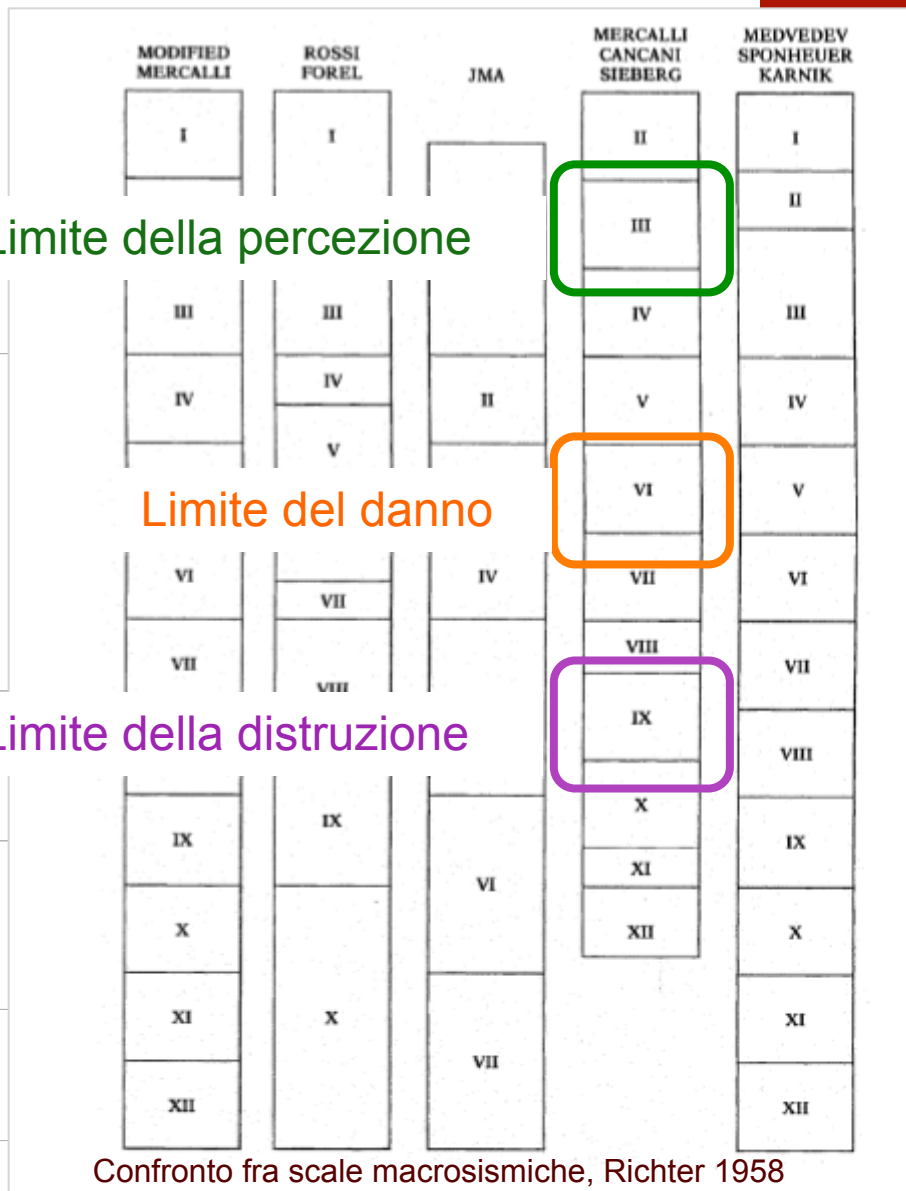 MODIFIED
MERCALLI
I
III
IV
VI
VII
IX
X
XI
XII
ROSSI
FOREL
I
III
IV
V
VII
VIII
IX
X
JMA
II
IV
VI
VII
MERCALLI
CANCANI
SIEBERG
II
III
IV
V
VI
VII
VIII
IX
X
XI
XII
MEDVEDEV
SPONHEUER
KARNIK
I
II
III
IV
V
VI
VII
VIII
IX
X
XI
XII
Limite della percezione
Limite del danno
Limite della distruzione
Confronto fra scale macrosismiche, Richter 1958